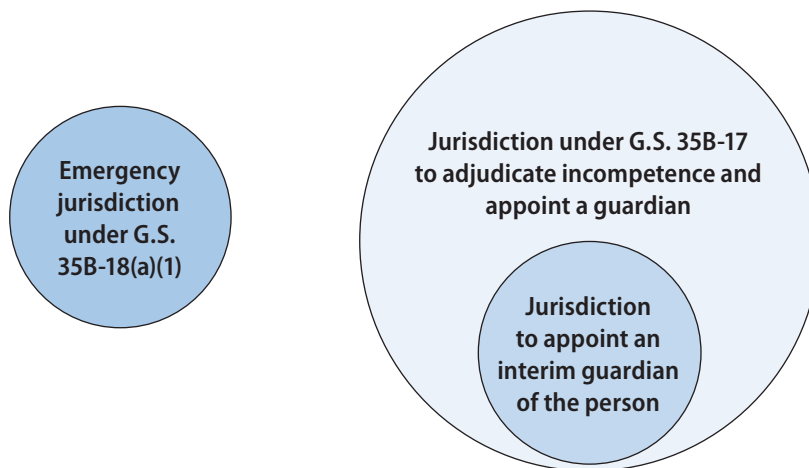 Emergency
jurisdiction
under G.S.
35B-18(a)(1)
Jurisdiction under G.S. 35B-17
to adjudicate incompetence and
appoint a guardian
Jurisdiction
to appoint an
interim guardian
of the person